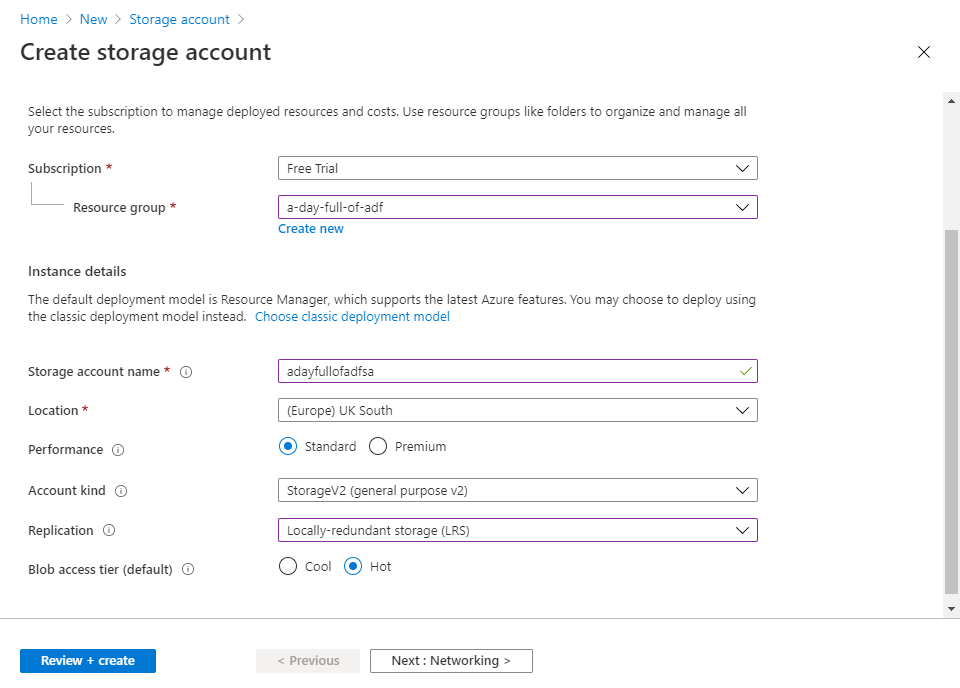 Home > New > Storage account >
Create storage account
Select the subscription to manage deployed resources and costs. Use resource groups like folders to organize and manage all
your resources.
Subscription * Free Trial
Resource group * a-day-full-of-adf
Create new
Instance details
The default deployment model is Resource Manager, which supports the latest Azure features. You may choose to deploy using
the classic deployment model instead. Choose classic deployment model
Storage account name * adayfullofadfsa
Location * (Europe) UK South
Performance Standard Premium
Account kind StorageV2 (general purpose v2)
Replication Locally-redundant storage (LRS)
Blob access tier (default) Cool Hot
Review + create < Previous Next : Networking >